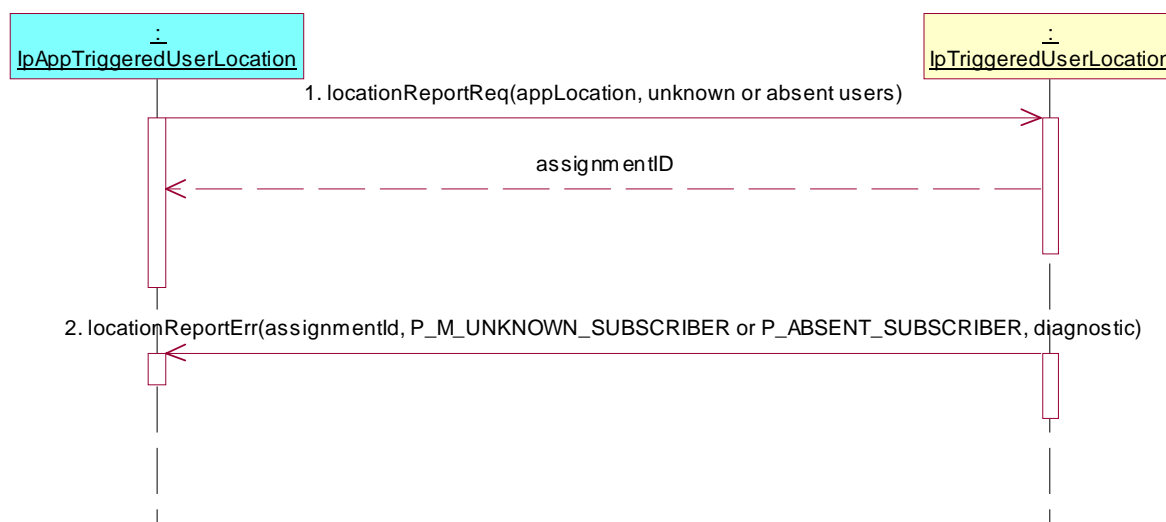 :
IpAppTriggeredUserLocation
:
IpTriggeredUserLocation
1. locationReportReq(appLocation, unknown or absent users)
assignmentID
2. locationReportErr(assignmentId, P_M_UNKNOWN_SUBSCRIBER or P_ABSENT_SUBSCRIBER, diagnostic)